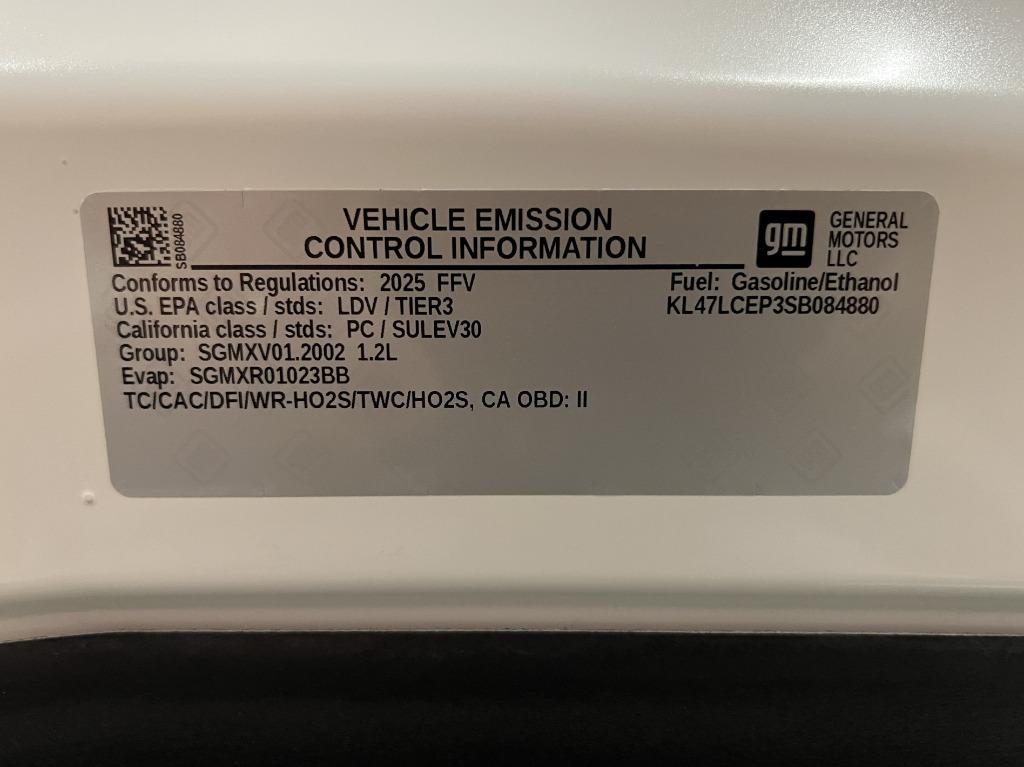 SB084880
VEHICLE EMISSION
CONTROL INFORMATION
gm
GENERAL
MOTORS
LLC
Conforms to Regulations: 2025 FFV
Fuel: Gasoline/Ethanol
U.S. EPA class / stds: LDV / TIER3
KL47LCEP3SB084880
California class / stds: PC / SULEV30
Group: SGMXV01.2002 1.2L
Evap: SGMXR01023BB
TC/CAC/DFI/WR-HO2S/TWC/HO2S, CA OBD: II